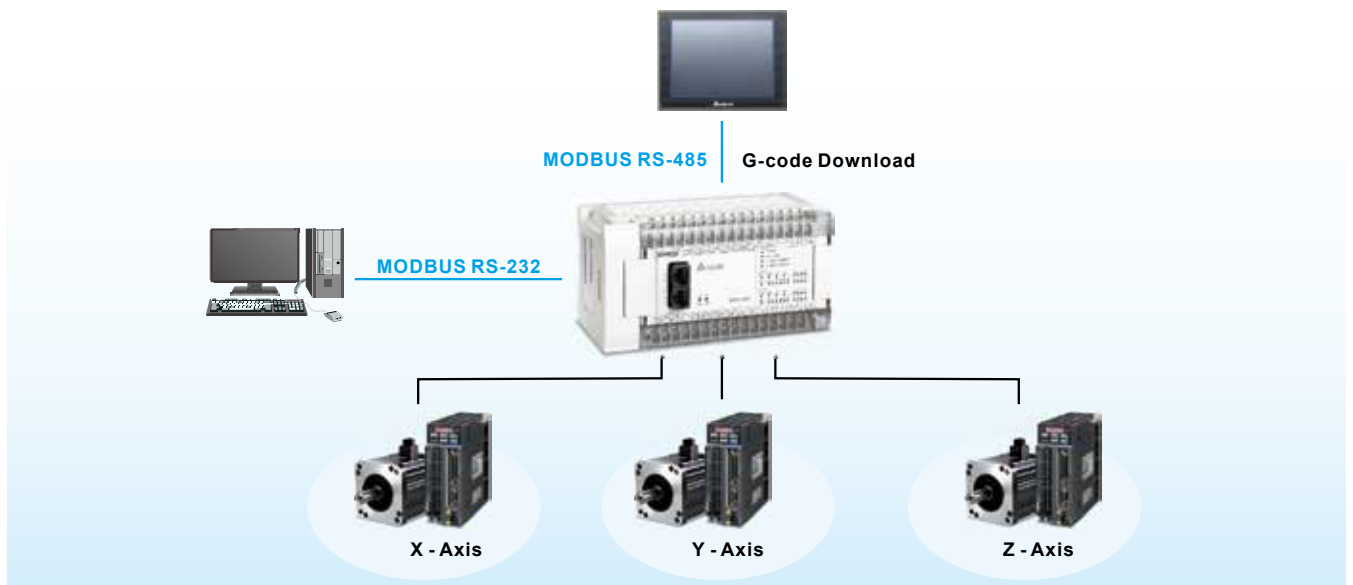 MODBUS RS-485
G-code Download
MODBUS RS-232
X - Axis
Y - Axis
Z - Axis